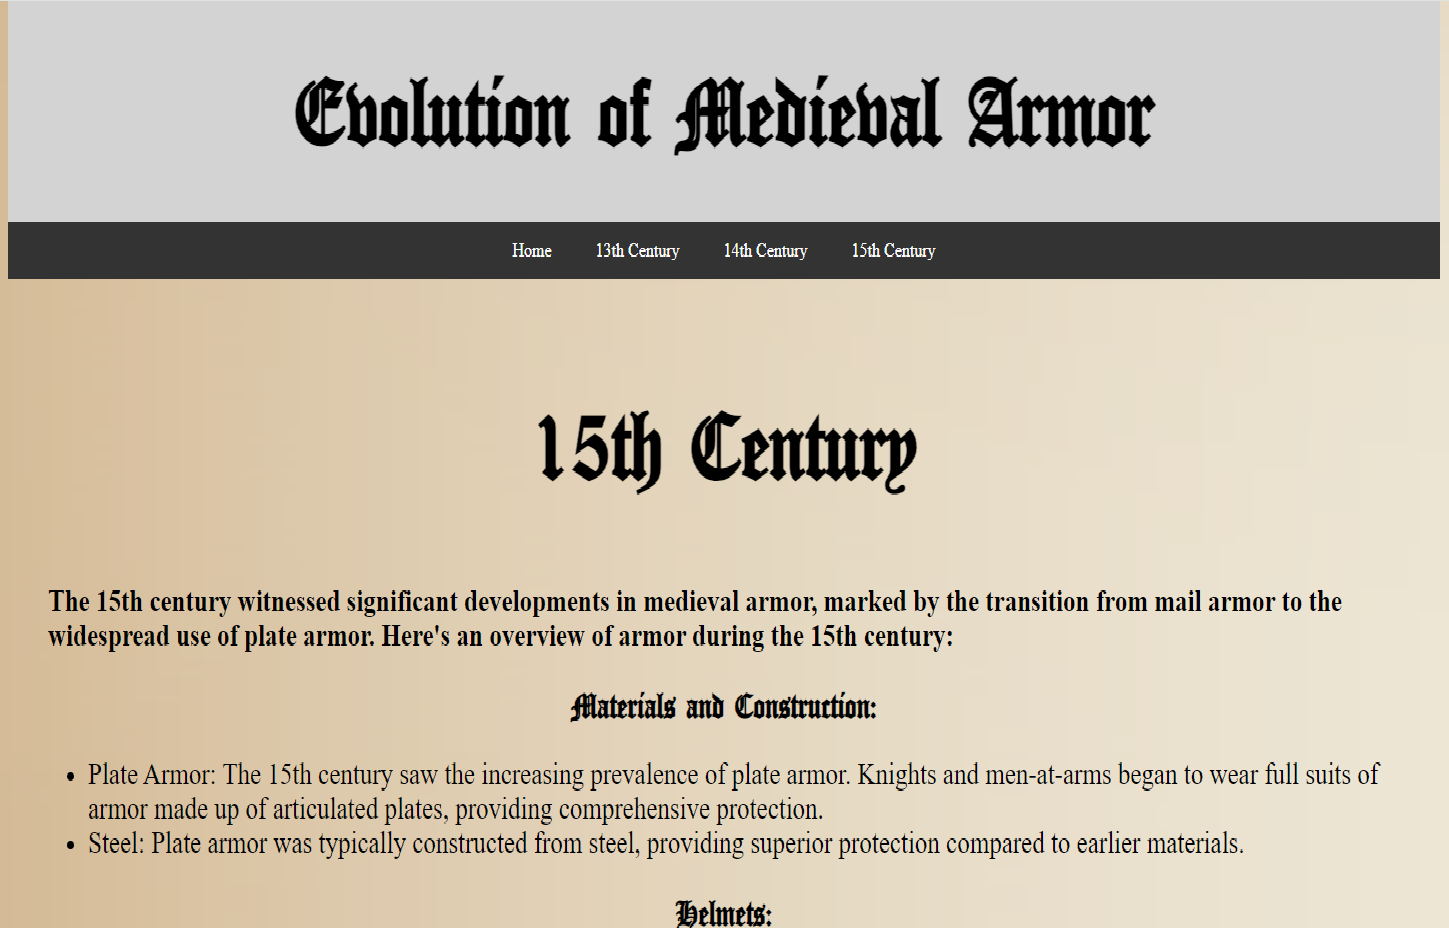 Evolution of Medieval Armor
Home 13th Century 14th Century 15th Century
15th Century
The 15th century witnessed significant developments in medieval armor, marked by the transition from mail armor to the
widespread use of plate armor. Here's an overview of armor during the 15th century:
Materials and Construction:
• Plate Armor: The 15th century saw the increasing prevalence of plate armor. Knights and men-at-arms began to wear full suits of
armor made up of articulated plates, providing comprehensive protection.
• Steel: Plate armor was typically constructed from steel, providing superior protection compared to earlier materials.
Helmets: